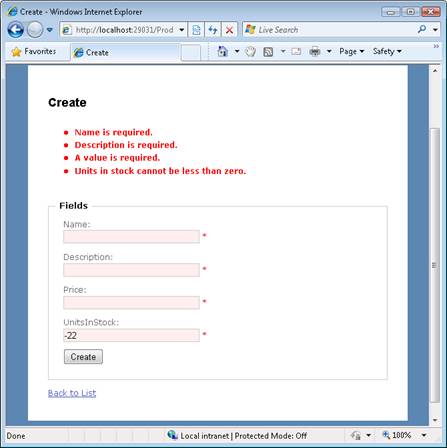 Create - Windows Internet Explorer
http://localhost:29031/Prod
Live Search
Favorites
Create
Page
Safety
Create
Name is required.
Description is required.
A value is required.
Units in stock cannot be less than zero.
Fields
Name:
*
Description:
*
Price:
*
UnitsInStock:
-22 *
Create
Back to List
Done
Local intranet | Protected Mode: Off
100%